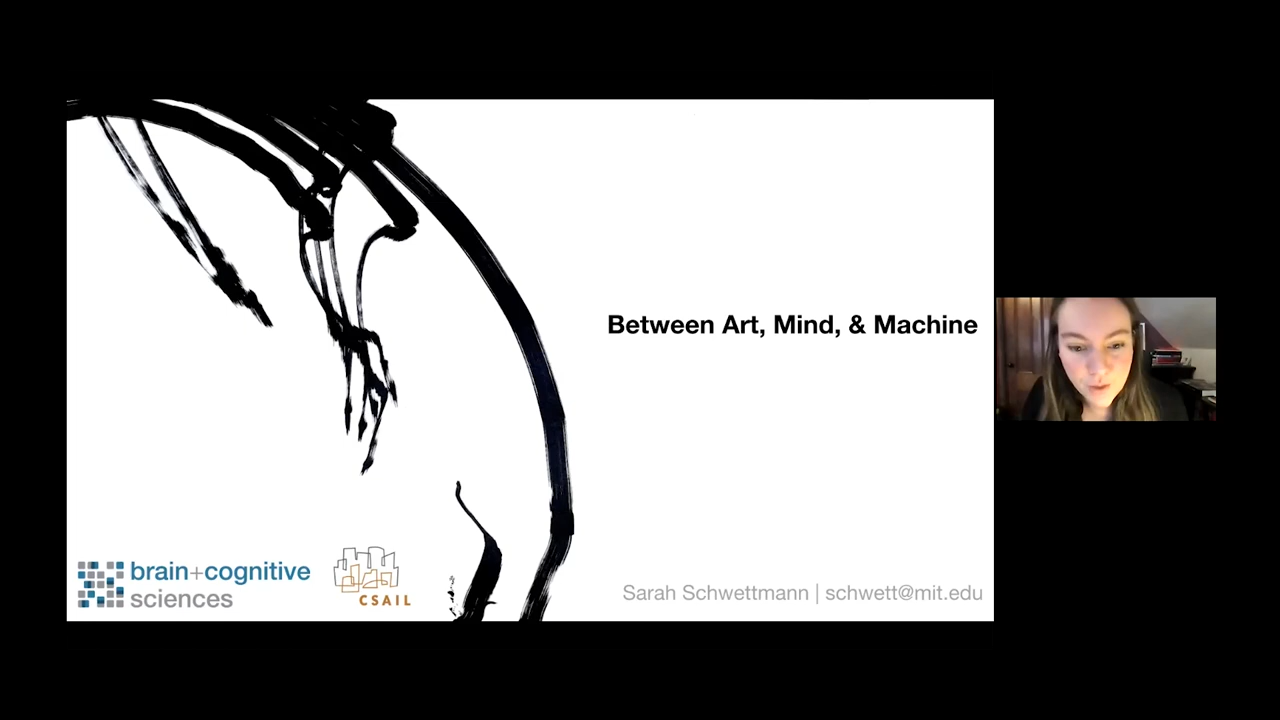 Between Art, Mind, & Machine
brain+cognitive
sciences
CSAIL
Sarah Schwettmann | schwett@mit.edu